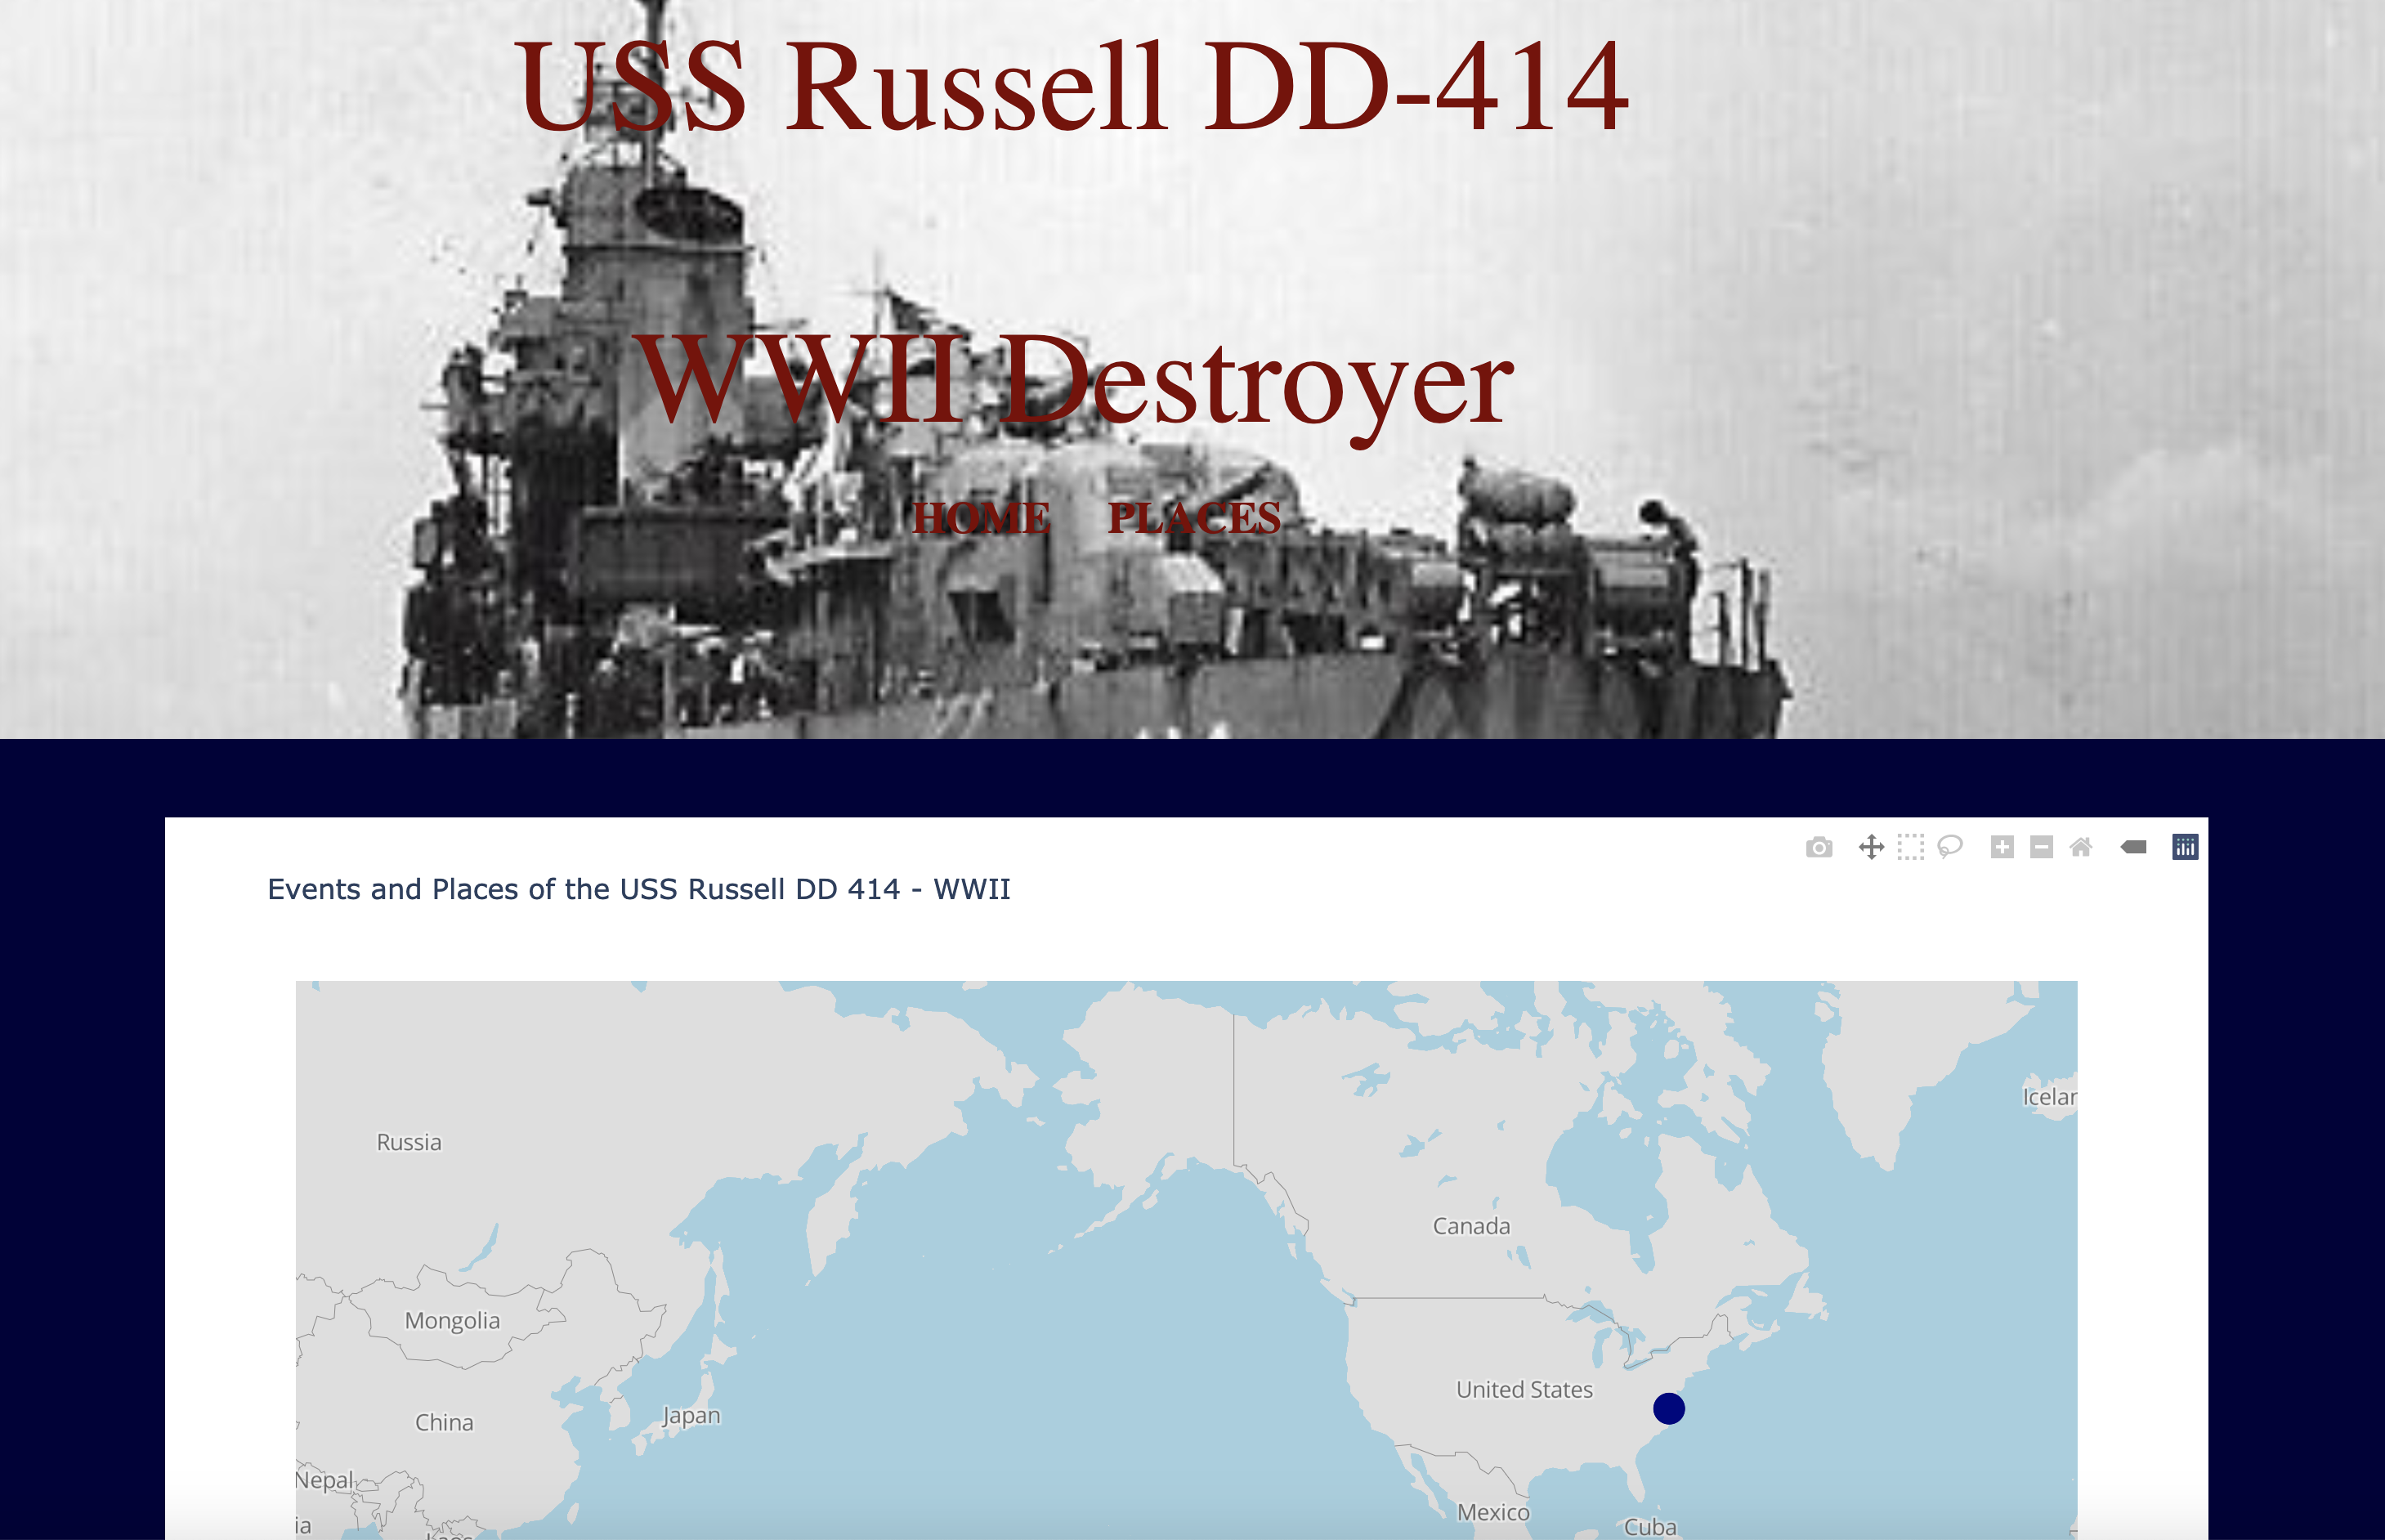 USS Russell DD-414
WWII Destroyer
HOME PLACES
Events and Places of the USS Russell DD 414 - WWII
Icelar
Russia
Canada
Mongolia
United States
Japan
China
Nepal
Mexico
ia
Cuba